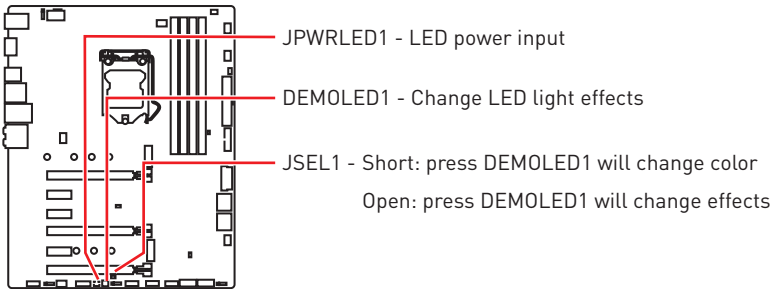 JPWRLED1 - LED power input
DEMOLED1 - Change LED light effects
JSEL1 - Short: press DEMOLED1 will change color
Open: press DEMOLED1 will change effects